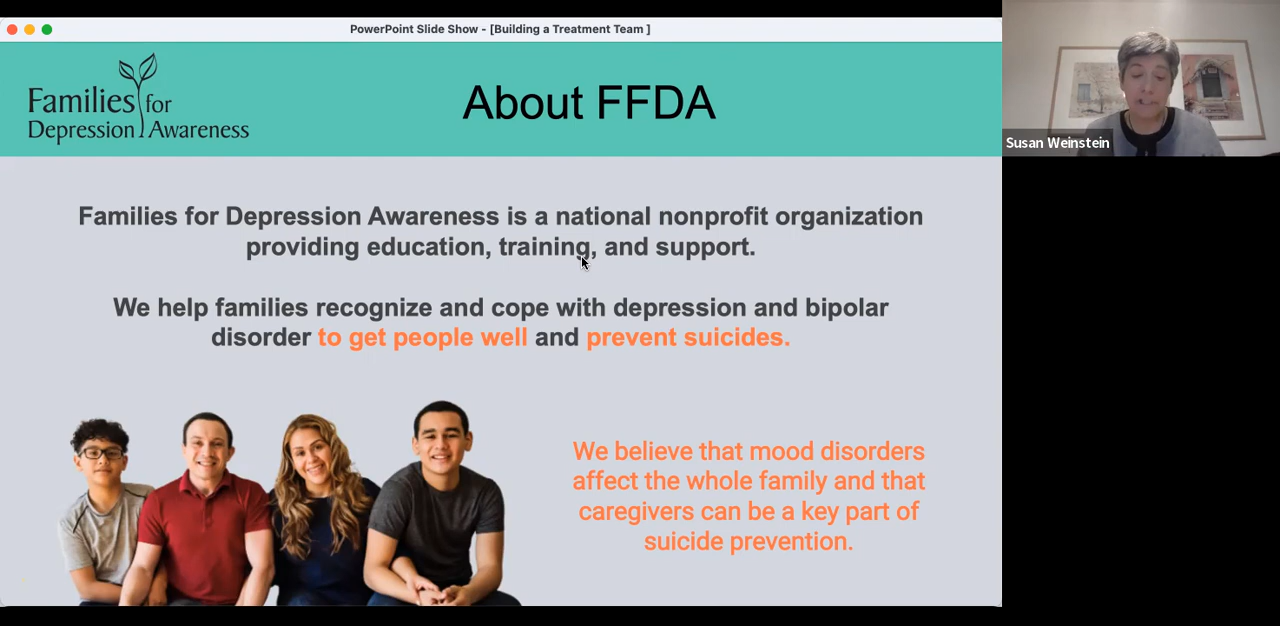 PowerPoint Slide Show - [Building a Treatment Team ]
Families for
Depression Awareness
About FFDA
Susan Weinstein
Families for Depression Awareness is a national nonprofit organization
providing education, training, and support.
We help families recognize and cope with depression and bipolar
disorder to get people well and prevent suicides.
We believe that mood disorders
affect the whole family and that
caregivers can be a key part of
suicide prevention.